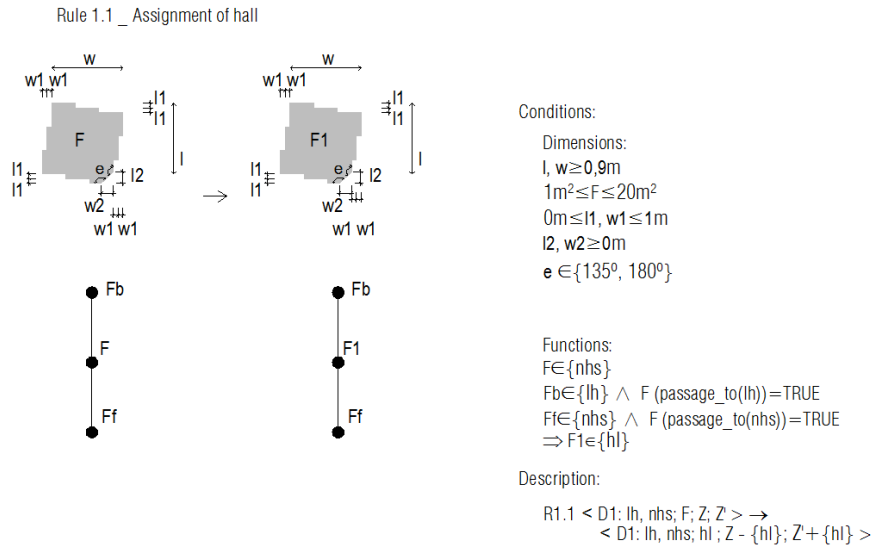 Rule 1.1 _ Assignment of hall
w
w1 w1
l1
l1
F
l
e
l1
l1
l2
w2
w1 w1
w
w1 w1
l1
l1
F1
l
e
l1
l1
l2
w2
w1 w1
Fb
F
Ff
Fb
F1
Ff
Conditions:
Dimensions:
l, w≥0,9m
1m²≤F≤20m²
0m≤l1, w1≤1m
l2, w2≥0m
e ∈{135º, 180º}
Functions:
F∈{nhs}
Fb∈{lh} ∧ F (passage_to(lh))=TRUE
Ff∈{nhs} ∧ F (passage_to(nhs))=TRUE
⇒ F1∈{hl}
Description:
R1.1 < D1: lh, nhs; F; Z; Z' > →
< D1: lh, nhs; hl ; Z - {hl}; Z'+{hl} >